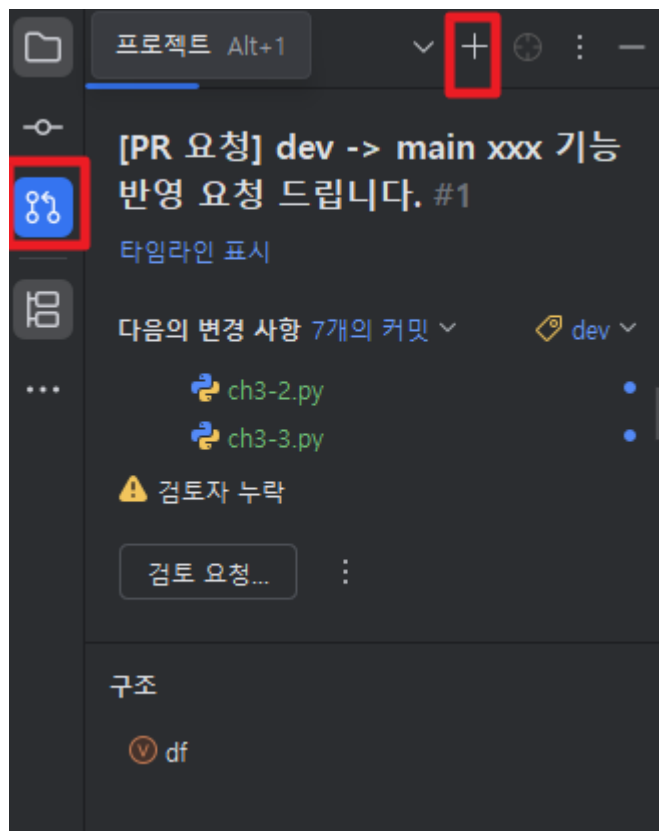 프로젝트 Alt+1
[PR 요청] dev -> main xxx 기능
반영 요청 드립니다. #1
타임라인 표시
다음의 변경 사항 7개의 커밋 dev
ch3-2.py
ch3-3.py
검토자 누락
검토 요청...
구조
V df